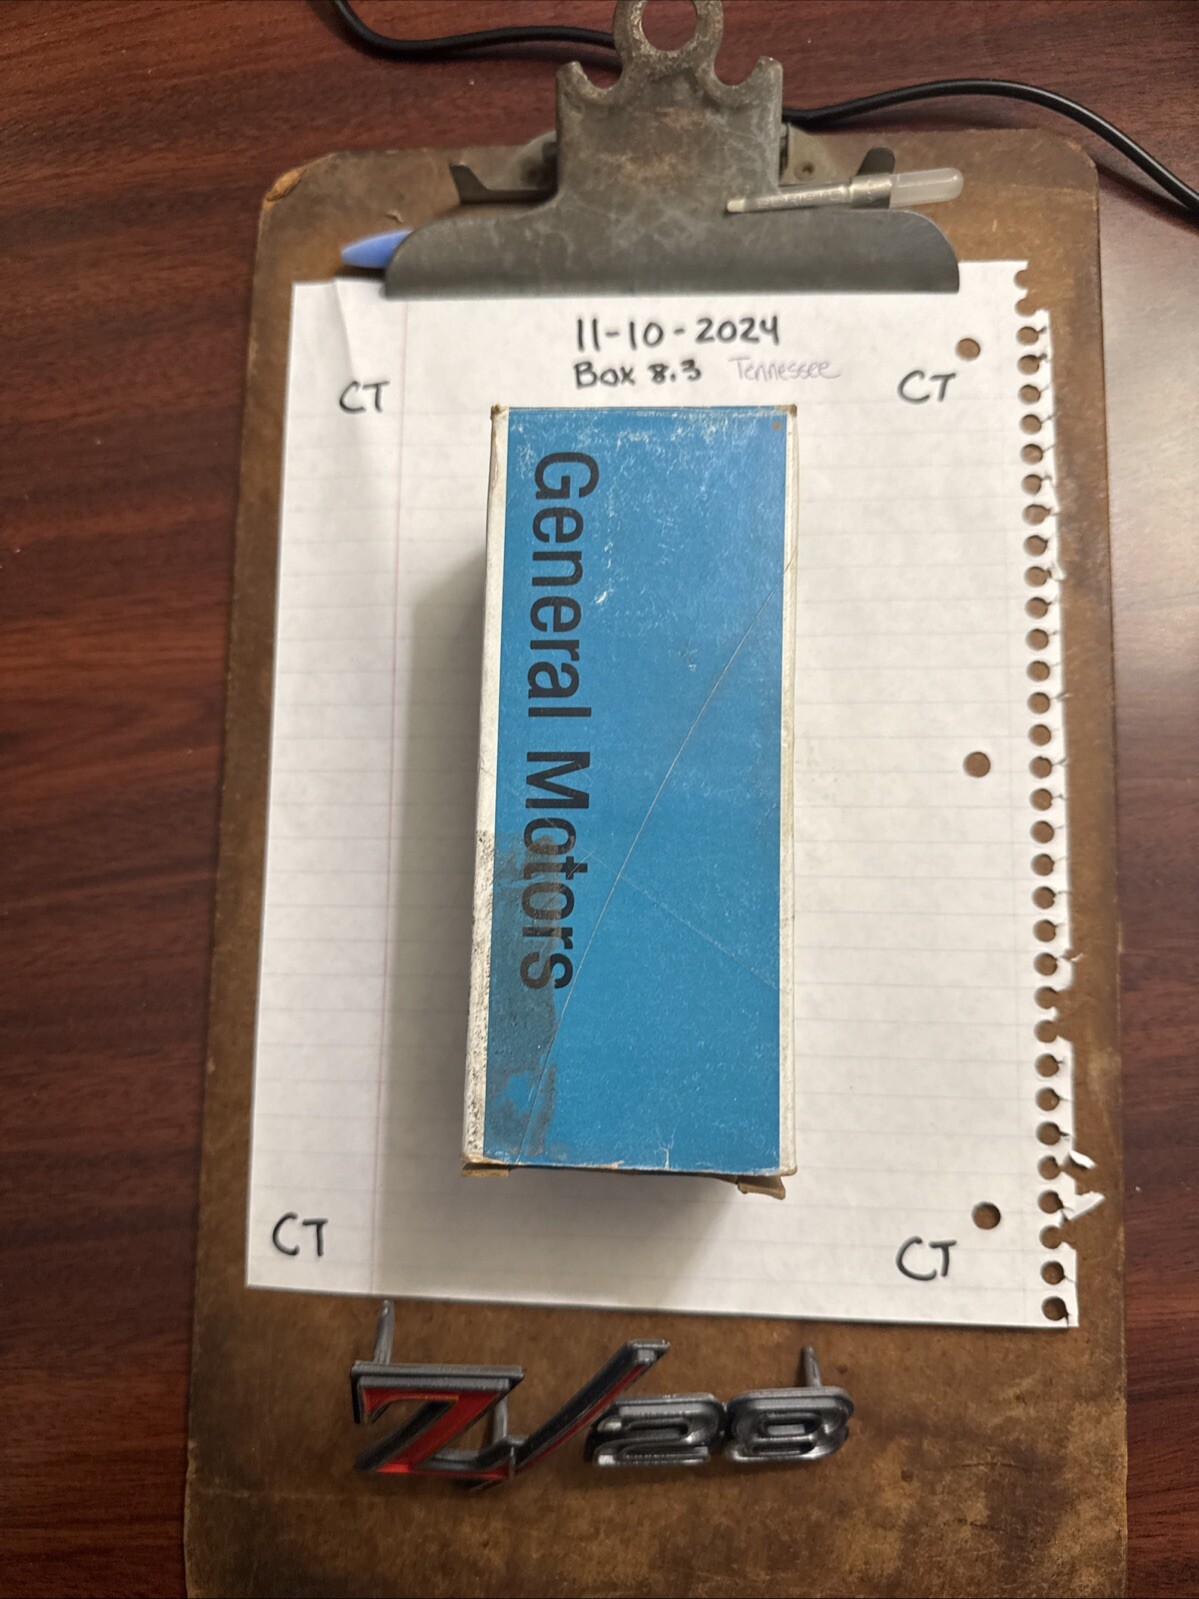 11-10-2024
Box 8.3 Tennessee
CT CT
General Motors
CT CT
Z/28